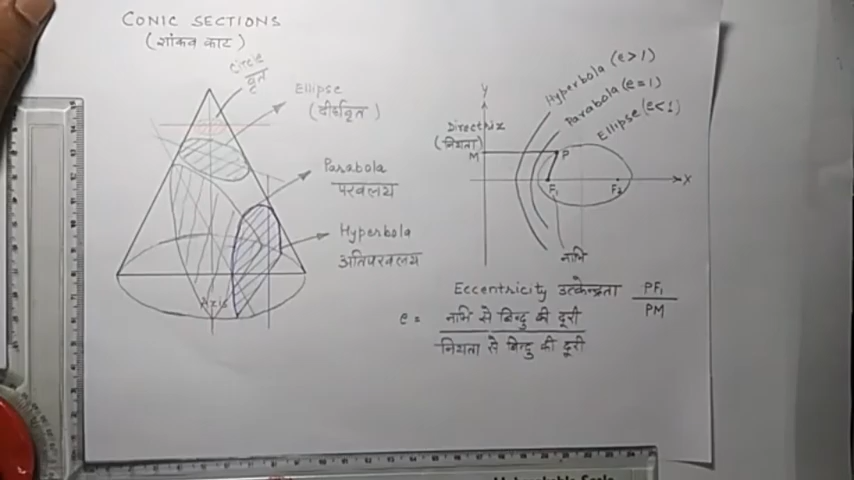 CONIC SECTIONS
(शांकव काट)
Circle
वृत
Ellipse
(दीर्घवृत)
Parabola
परवलय
Hyperbola
अतिपरवलय
Axis
Y
Hyperbola (e>1)
Parabola (e=1)
Ellipse (e<1)
Directrix
(नियता)
M
P
F1
F2
X
नाभि
Eccentricity उत्केन्द्रता PF1
PM
e = नाभि से बिन्दु की दूरी
नियता से बिन्दु की दूरी